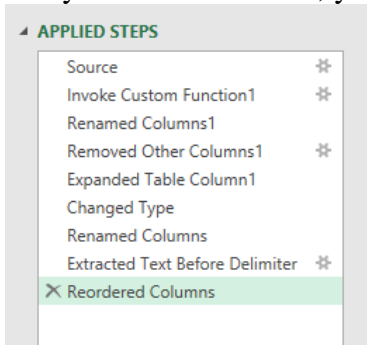 APPLIED STEPS
Source
Invoke Custom Function1
Renamed Columns1
Removed Other Columns1
Expanded Table Column1
Changed Type
Renamed Columns
Extracted Text Before Delimiter
Reordered Columns